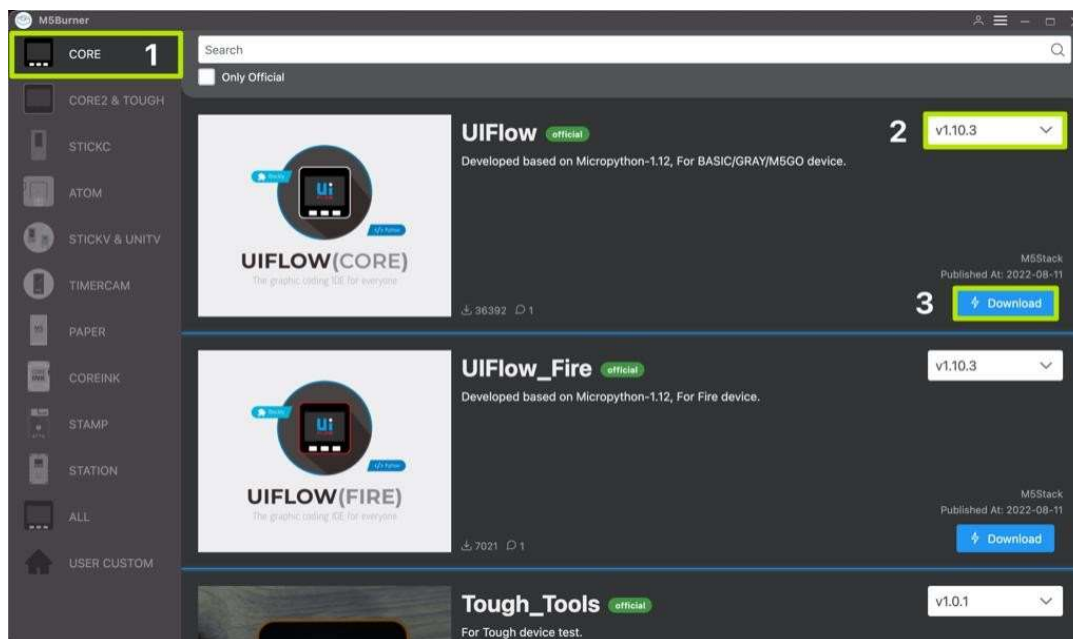 M5Burner
CORE
1
CORE2 & TOUGH
STICKC
ATOM
STICKV & UNITV
TIMERCAM
PAPER
COREINK
STAMP
STATION
ALL
USER CUSTOM
Search
Only Official
UIFlow official
2
v1.10.3
Developed based on Micropython-1.12, For BASIC/GRAY/M5GO device.
Ui
UIFLOW(CORE)
The graphic coding IDE for everyone
36392 1
M5Stack
Published At: 2022-08-11
3
Download
UIFlow_Fire official
v1.10.3
Developed based on Micropython-1.12, For Fire device.
Ui
UIFLOW(FIRE)
The graphic coding IDE for everyone
7021 1
M5Stack
Published At: 2022-08-11
Download
Tough_Tools official
v1.0.1
For Tough device test.